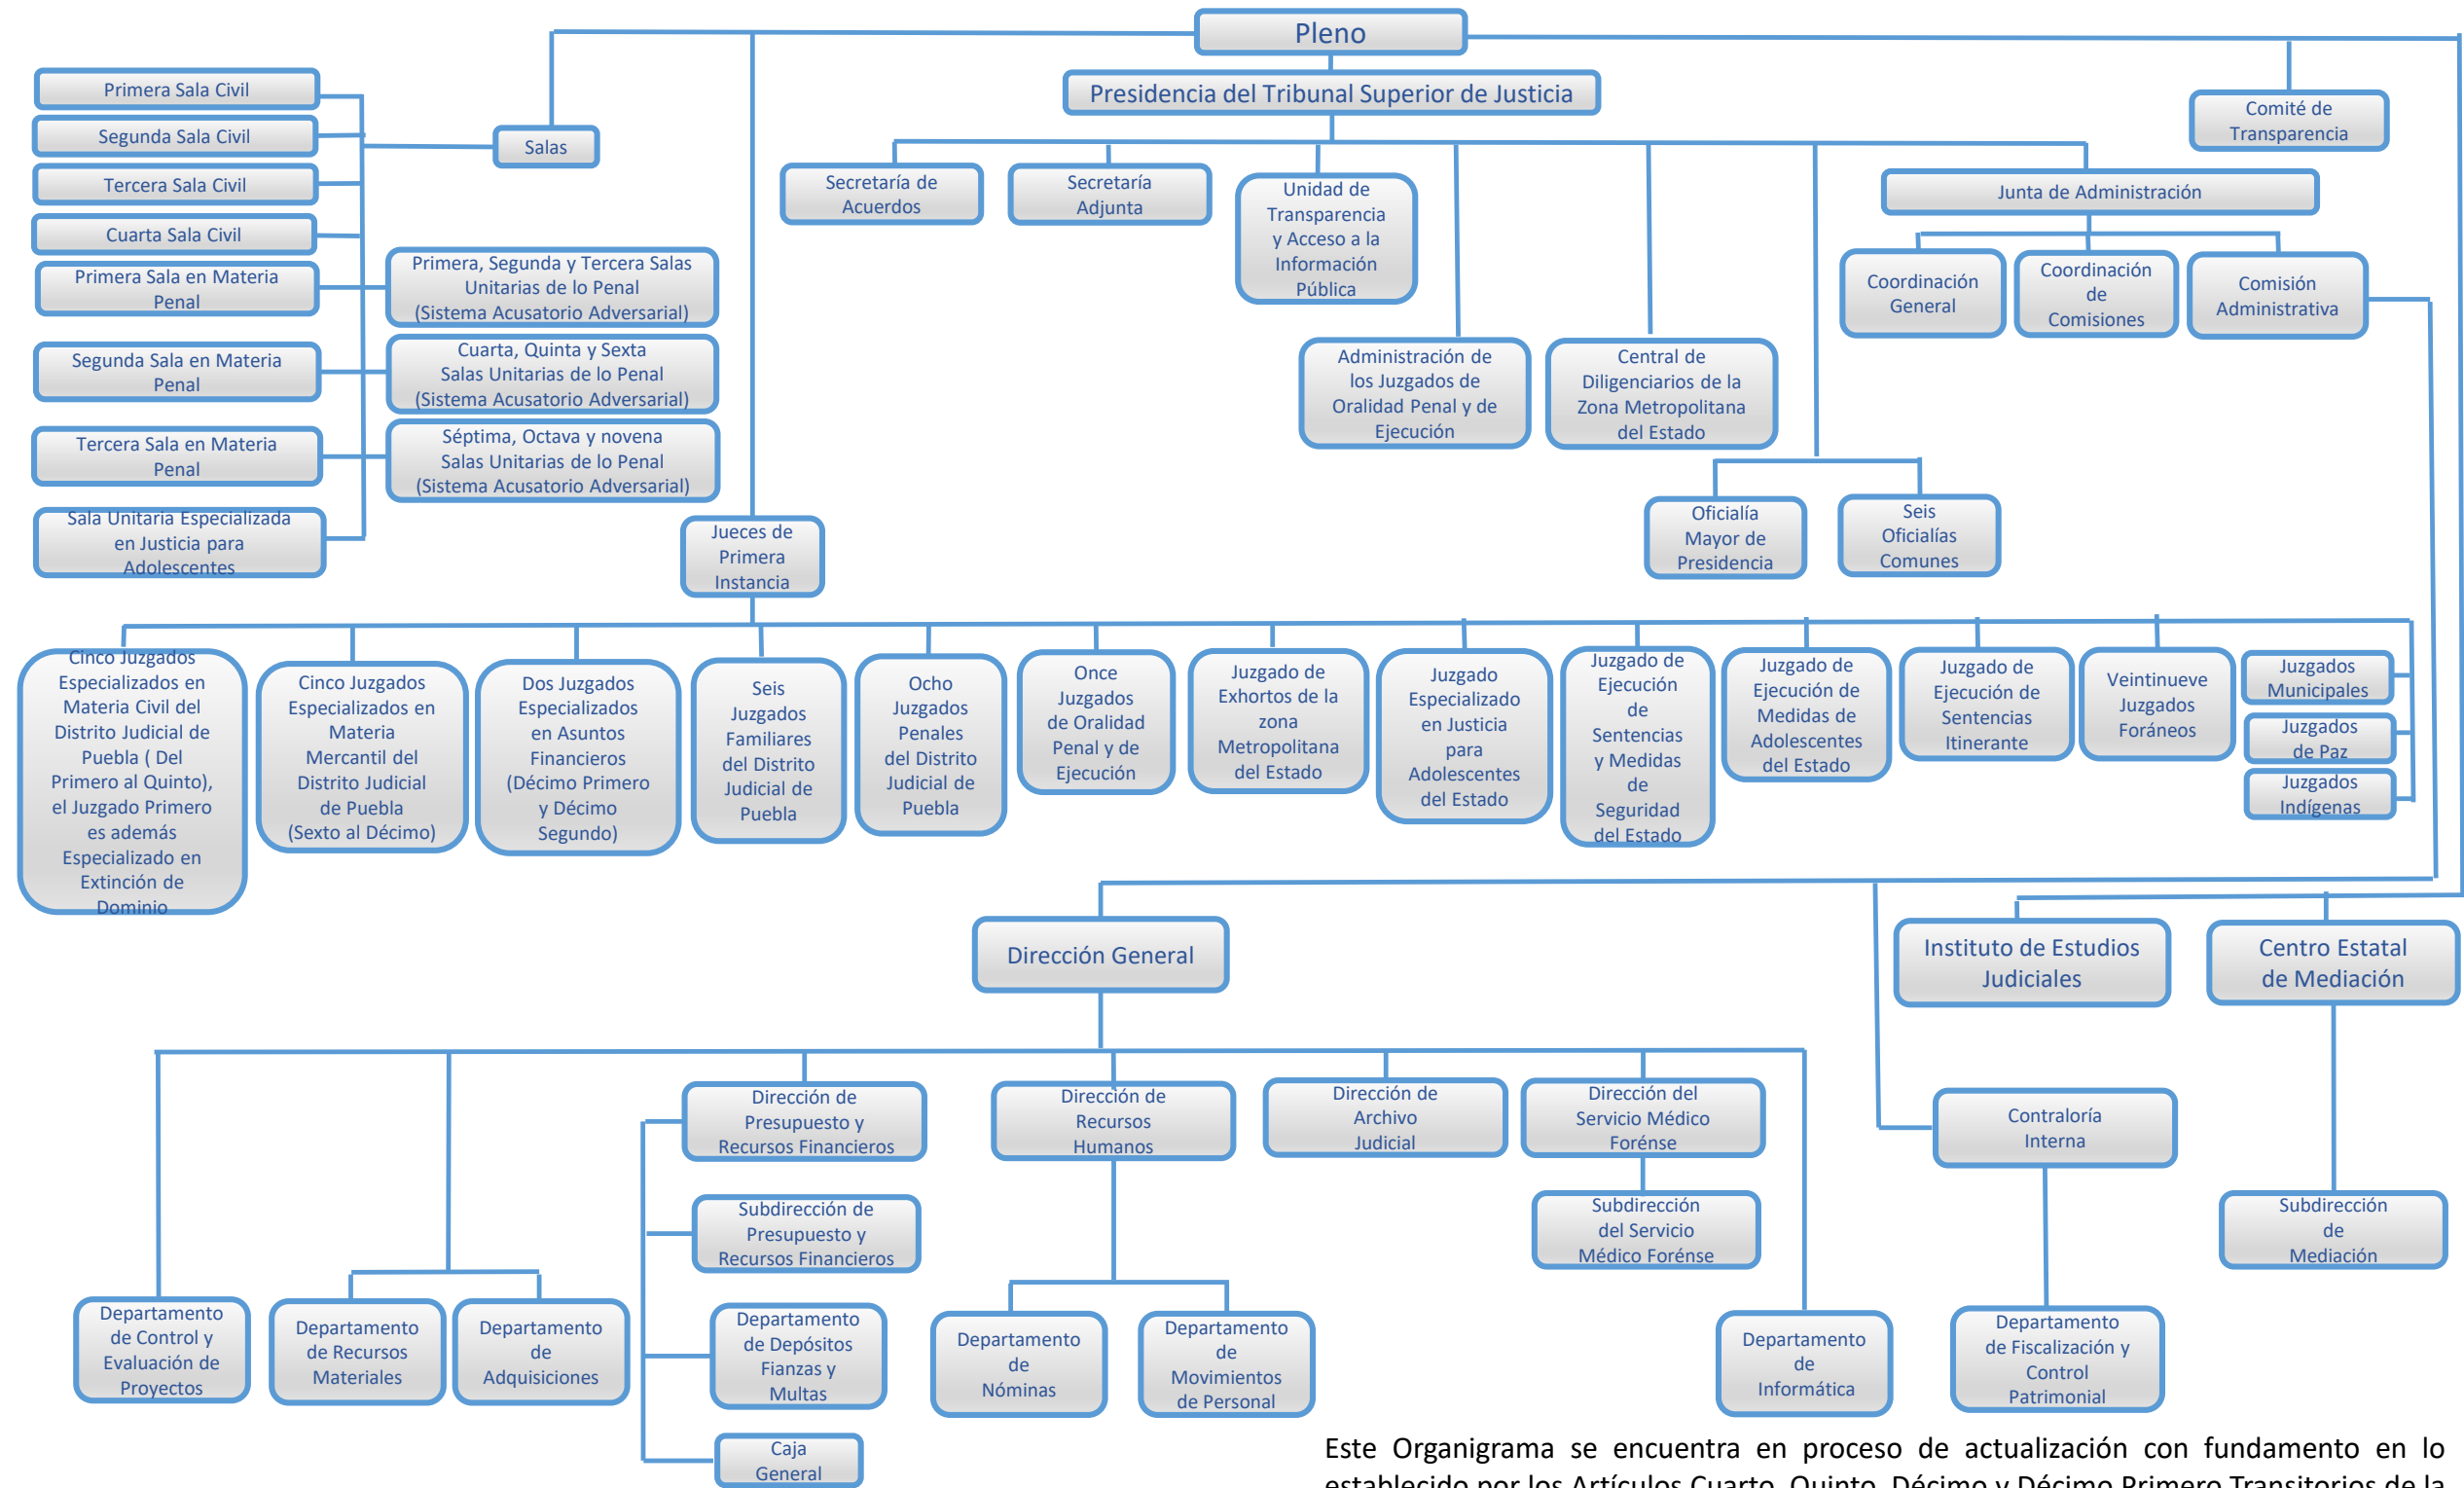 Pleno
Presidencia del Tribunal Superior de Justicia
Comité de
Transparencia
Primera Sala Civil
Segunda Sala Civil
Tercera Sala Civil
Cuarta Sala Civil
Primera Sala en Materia
Penal
Segunda Sala en Materia
Penal
Tercera Sala en Materia
Penal
Sala Unitaria Especializada
en Justicia para
Adolescentes
Salas
Primera, Segunda y Tercera Salas
Unitarias de lo Penal
(Sistema Acusatorio Adversarial)
Cuarta, Quinta y Sexta
Salas Unitarias de lo Penal
(Sistema Acusatorio Adversarial)
Séptima, Octava y novena
Salas Unitarias de lo Penal
(Sistema Acusatorio Adversarial)
Secretaría de
Acuerdos
Secretaría
Adjunta
Unidad de
Transparencia
y Acceso a la
Información
Pública
Junta de Administración
Coordinación
General
Coordinación
de
Comisiones
Comisión
Administrativa
Administración de
los Juzgados de
Oralidad Penal y de
Ejecución
Central de
Diligenciarios de la
Zona Metropolitana
del Estado
Oficialía
Mayor de
Presidencia
Seis
Oficialías
Comunes
Jueces de
Primera
Instancia
Cinco Juzgados
Especializados en
Materia Civil del
Distrito Judicial de
Puebla ( Del
Primero al Quinto),
el Juzgado Primero
es además
Especializado en
Extinción de
Dominio
Cinco Juzgados
Especializados en
Materia
Mercantil del
Distrito Judicial
de Puebla
(Sexto al Décimo)
Dos Juzgados
Especializados
en Asuntos
Financieros
(Décimo Primero
y Décimo
Segundo)
Seis
Juzgados
Familiares
del Distrito
Judicial de
Puebla
Ocho
Juzgados
Penales
del Distrito
Judicial de
Puebla
Once
Juzgados
de Oralidad
Penal y de
Ejecución
Juzgado de
Exhortos de la
zona
Metropolitana
del Estado
Juzgado
Especializado
en Justicia
para
Adolescentes
del Estado
Juzgado de
Ejecución
de
Sentencias
y Medidas
de
Seguridad
del Estado
Juzgado de
Ejecución de
Medidas de
Adolescentes
del Estado
Juzgado de
Ejecución de
Sentencias
Itinerante
Veintinueve
Juzgados
Foráneos
Juzgados
Municipales
Juzgados
de Paz
Juzgados
Indígenas
Dirección General
Instituto de Estudios
Judiciales
Centro Estatal
de Mediación
Dirección de
Presupuesto y
Recursos Financieros
Dirección de
Recursos
Humanos
Dirección de
Archivo
Judicial
Dirección del
Servicio Médico
Forénse
Contraloría
Interna
Subdirección de
Presupuesto y
Recursos Financieros
Subdirección
del Servicio
Médico Forénse
Subdirección
de
Mediación
Departamento
de Control y
Evaluación de
Proyectos
Departamento
de Recursos
Materiales
Departamento
de
Adquisiciones
Departamento
de Depósitos
Fianzas y
Multas
Departamento
de
Nóminas
Departamento
de
Movimientos
de Personal
Departamento
de
Informática
Departamento
de Fiscalización y
Control
Patrimonial
Caja
General
Este Organigrama se encuentra en proceso de actualización con fundamento en lo
establecido por los Artículos Cuarto, Quinto, Décimo y Décimo Primero Transitorios de la